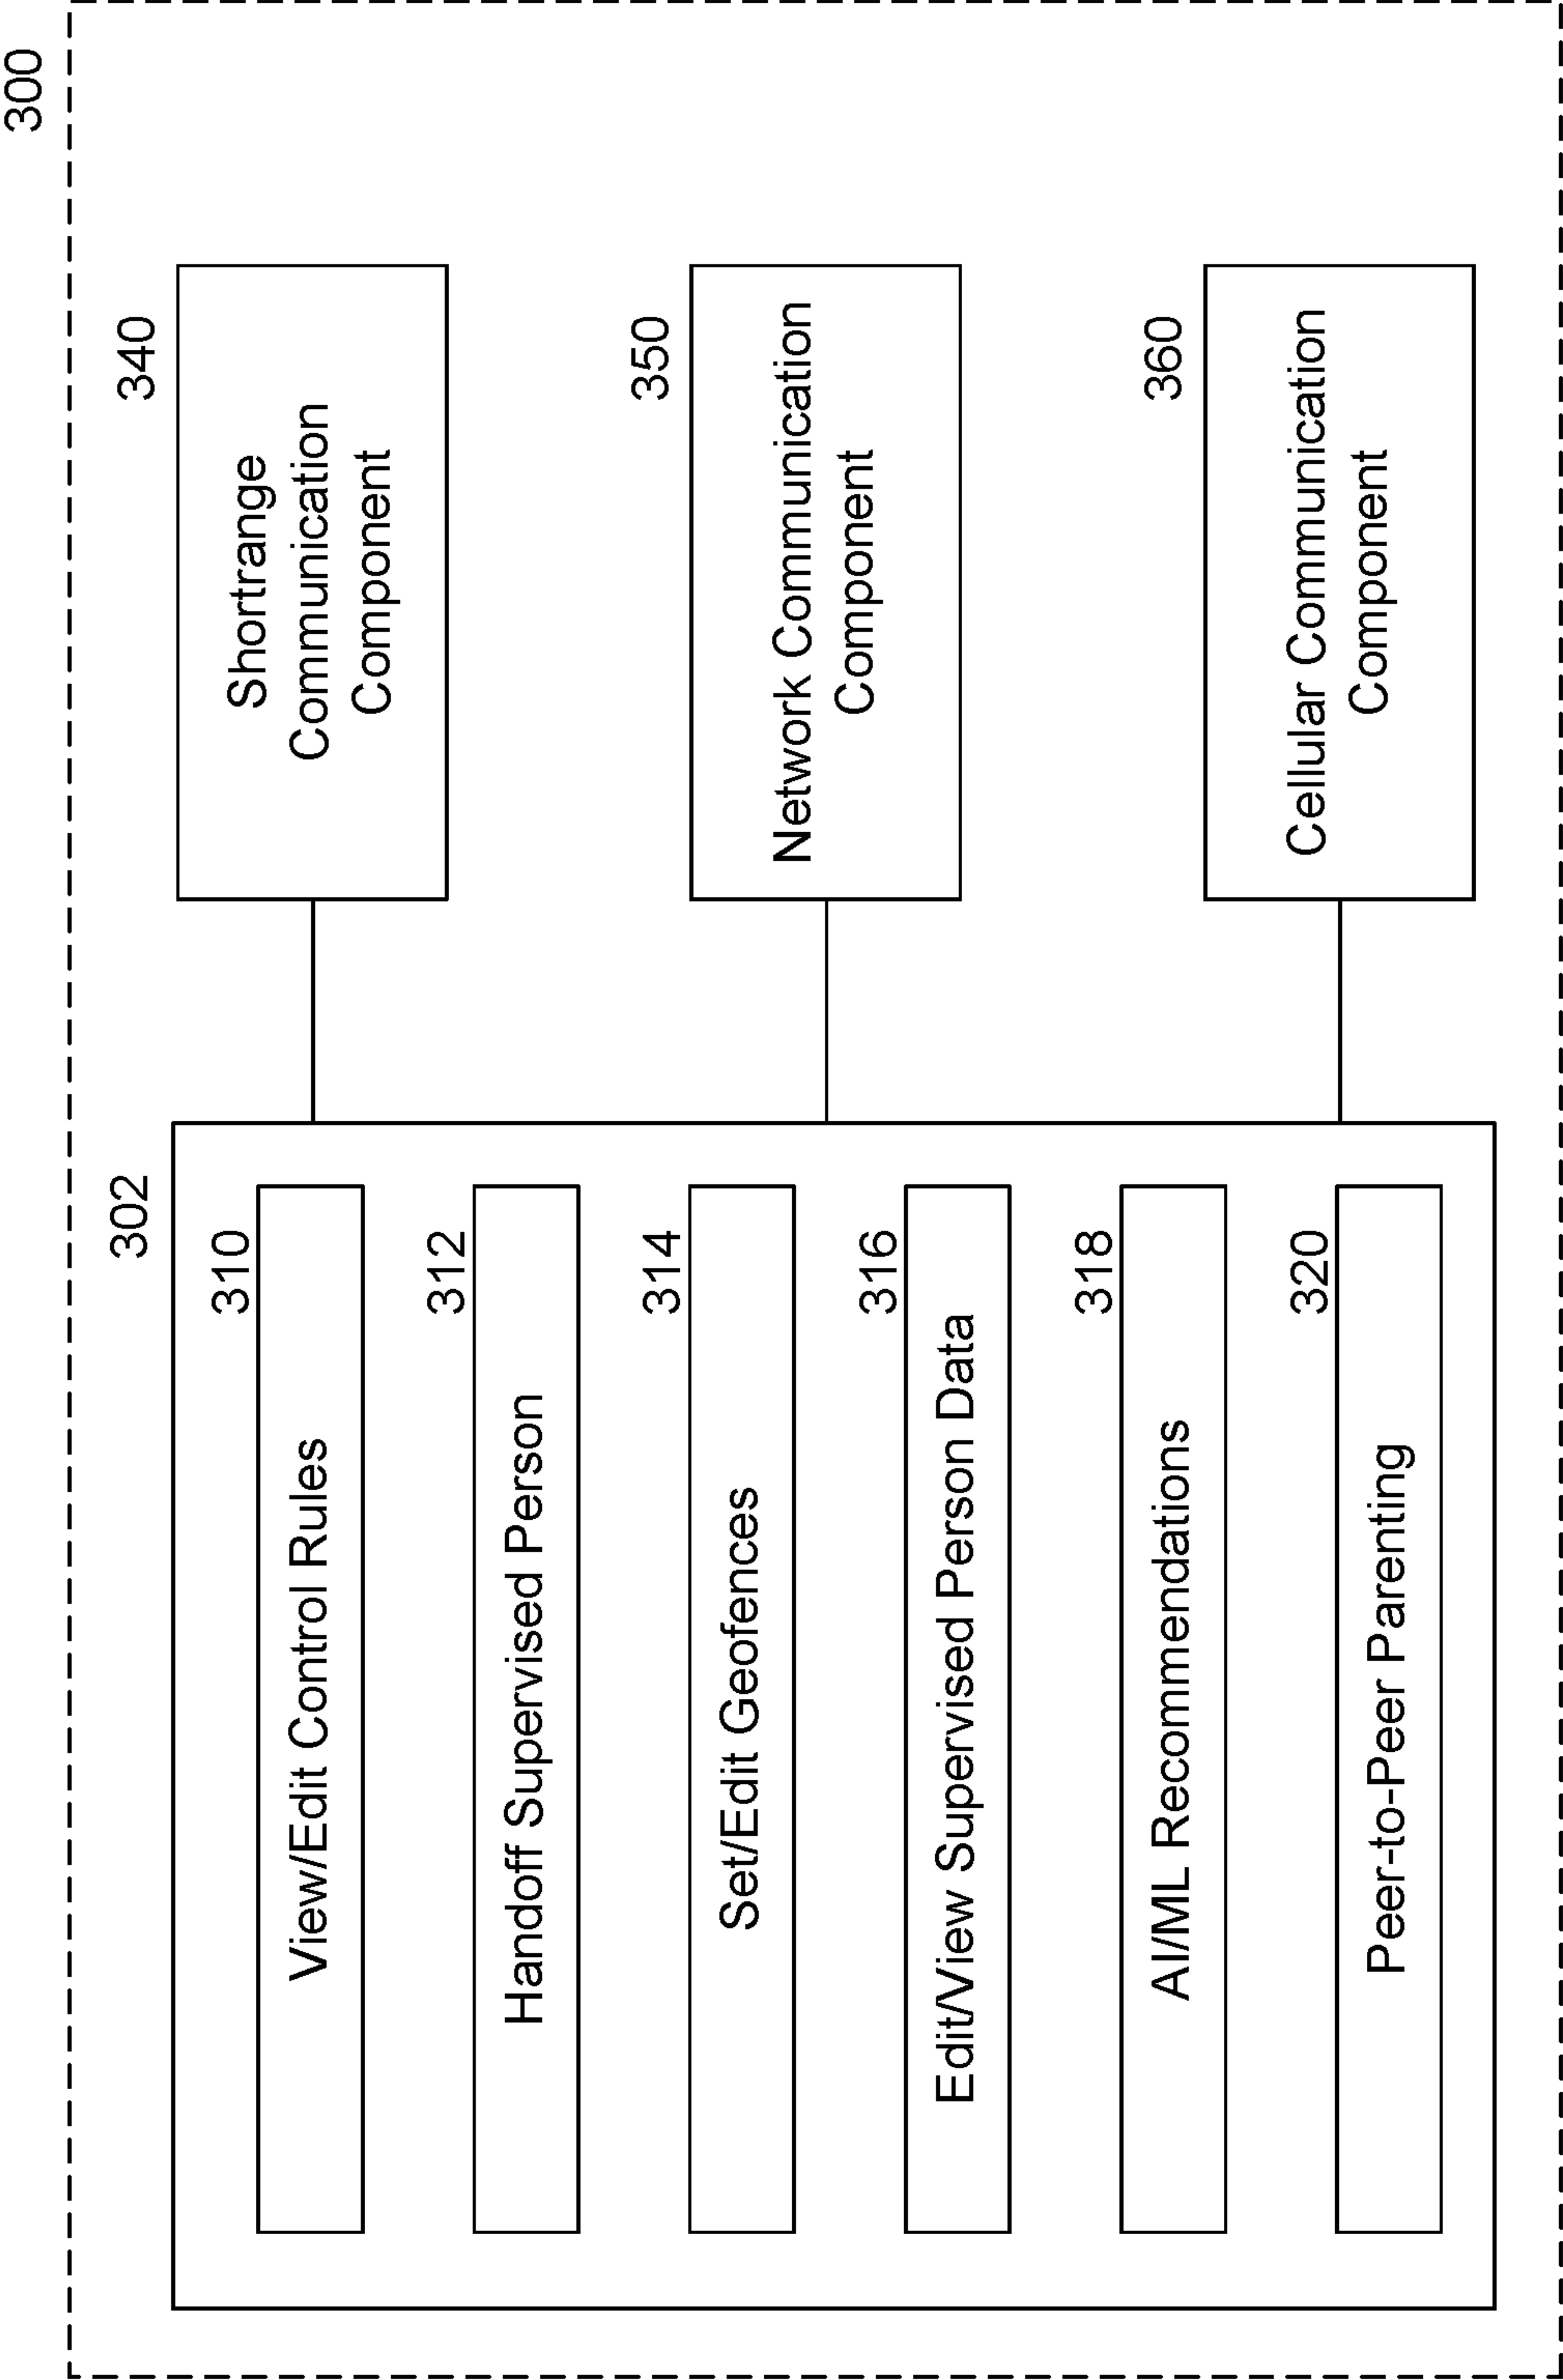 300
302
310
View/Edit Control Rules
312
Handoff Supervised Person
314
Set/Edit Geofences
316
Edit/View Supervised Person Data
318
AI/ML Recommendations
320
Peer-to-Peer Parenting
340
Shortrange
Communication
Component
350
Network Communication
Component
360
Cellular Communication
Component